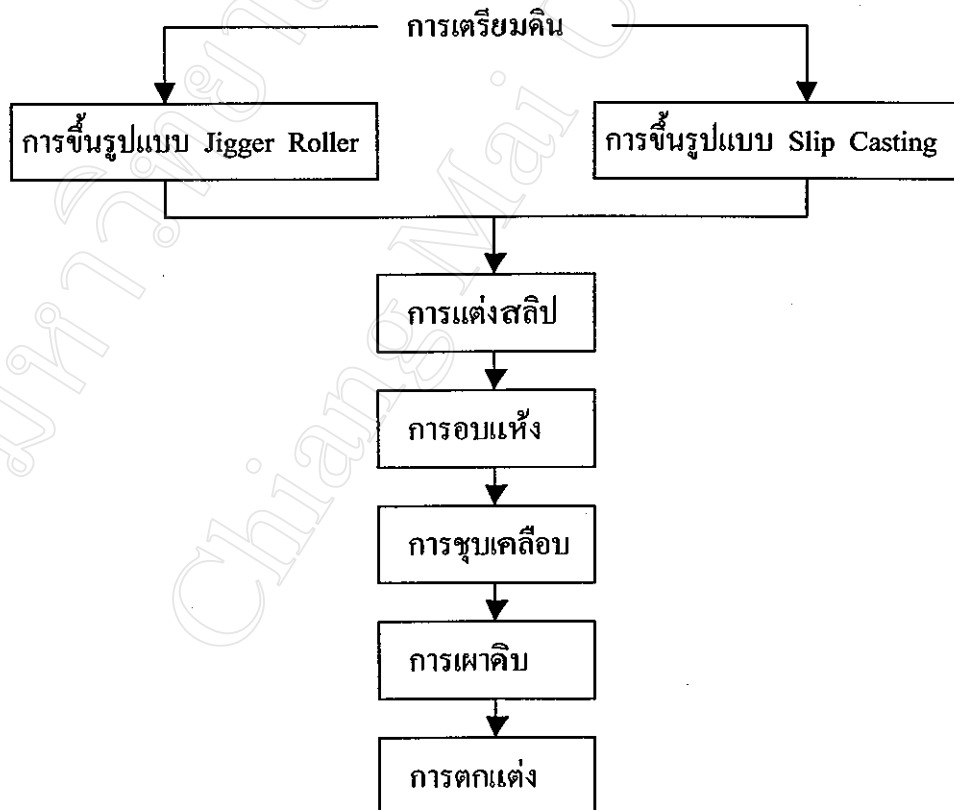 การเตรียมดิน
การขึ้นรูปแบบ Jigger Roller
การขึ้นรูปแบบ Slip Casting
การแต่งสลิป
การอบแห้ง
การชุบเคลือบ
การเผาดิบ
การตกแต่ง
Chiang Mai U